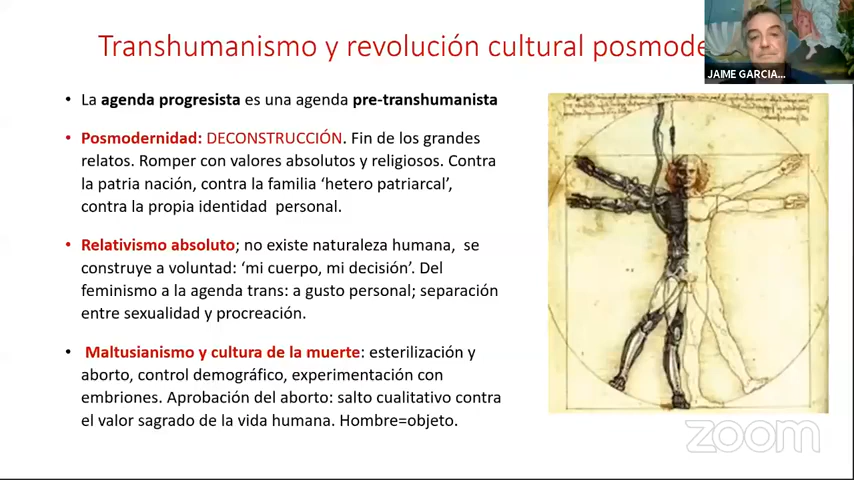 Transhumanismo y revolución cultural posmode
JAIME GARCIA...
• La agenda progresista es una agenda pre-transhumanista
• Posmodernidad: DECONSTRUCCIÓN. Fin de los grandes
relatos. Romper con valores absolutos y religiosos. Contra
la patria nación, contra la familia ‘hetero patriarcal’,
contra la propia identidad personal.
• Relativismo absoluto; no existe naturaleza humana, se
construye a voluntad: ‘mi cuerpo, mi decisión’. Del
feminismo a la agenda trans: a gusto personal; separación
entre sexualidad y procreación.
• Maltusianismo y cultura de la muerte: esterilización y
aborto, control demográfico, experimentación con
embriones. Aprobación del aborto: salto cualitativo contra
el valor sagrado de la vida humana. Hombre=objeto.
zoom